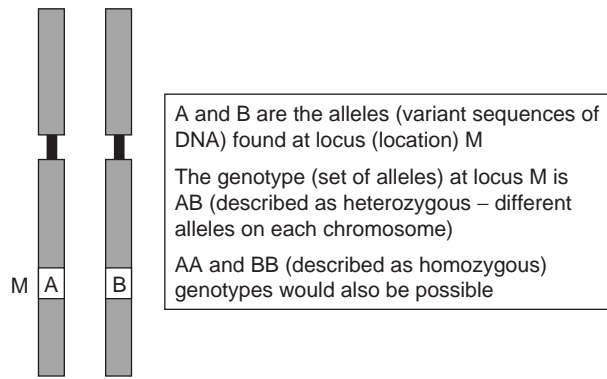 A and B are the alleles (variant sequences of
DNA) found at locus (location) M
The genotype (set of alleles) at locus M is
AB (described as heterozygous – different
alleles on each chromosome)
AA and BB (described as homozygous)
genotypes would also be possible
M A B